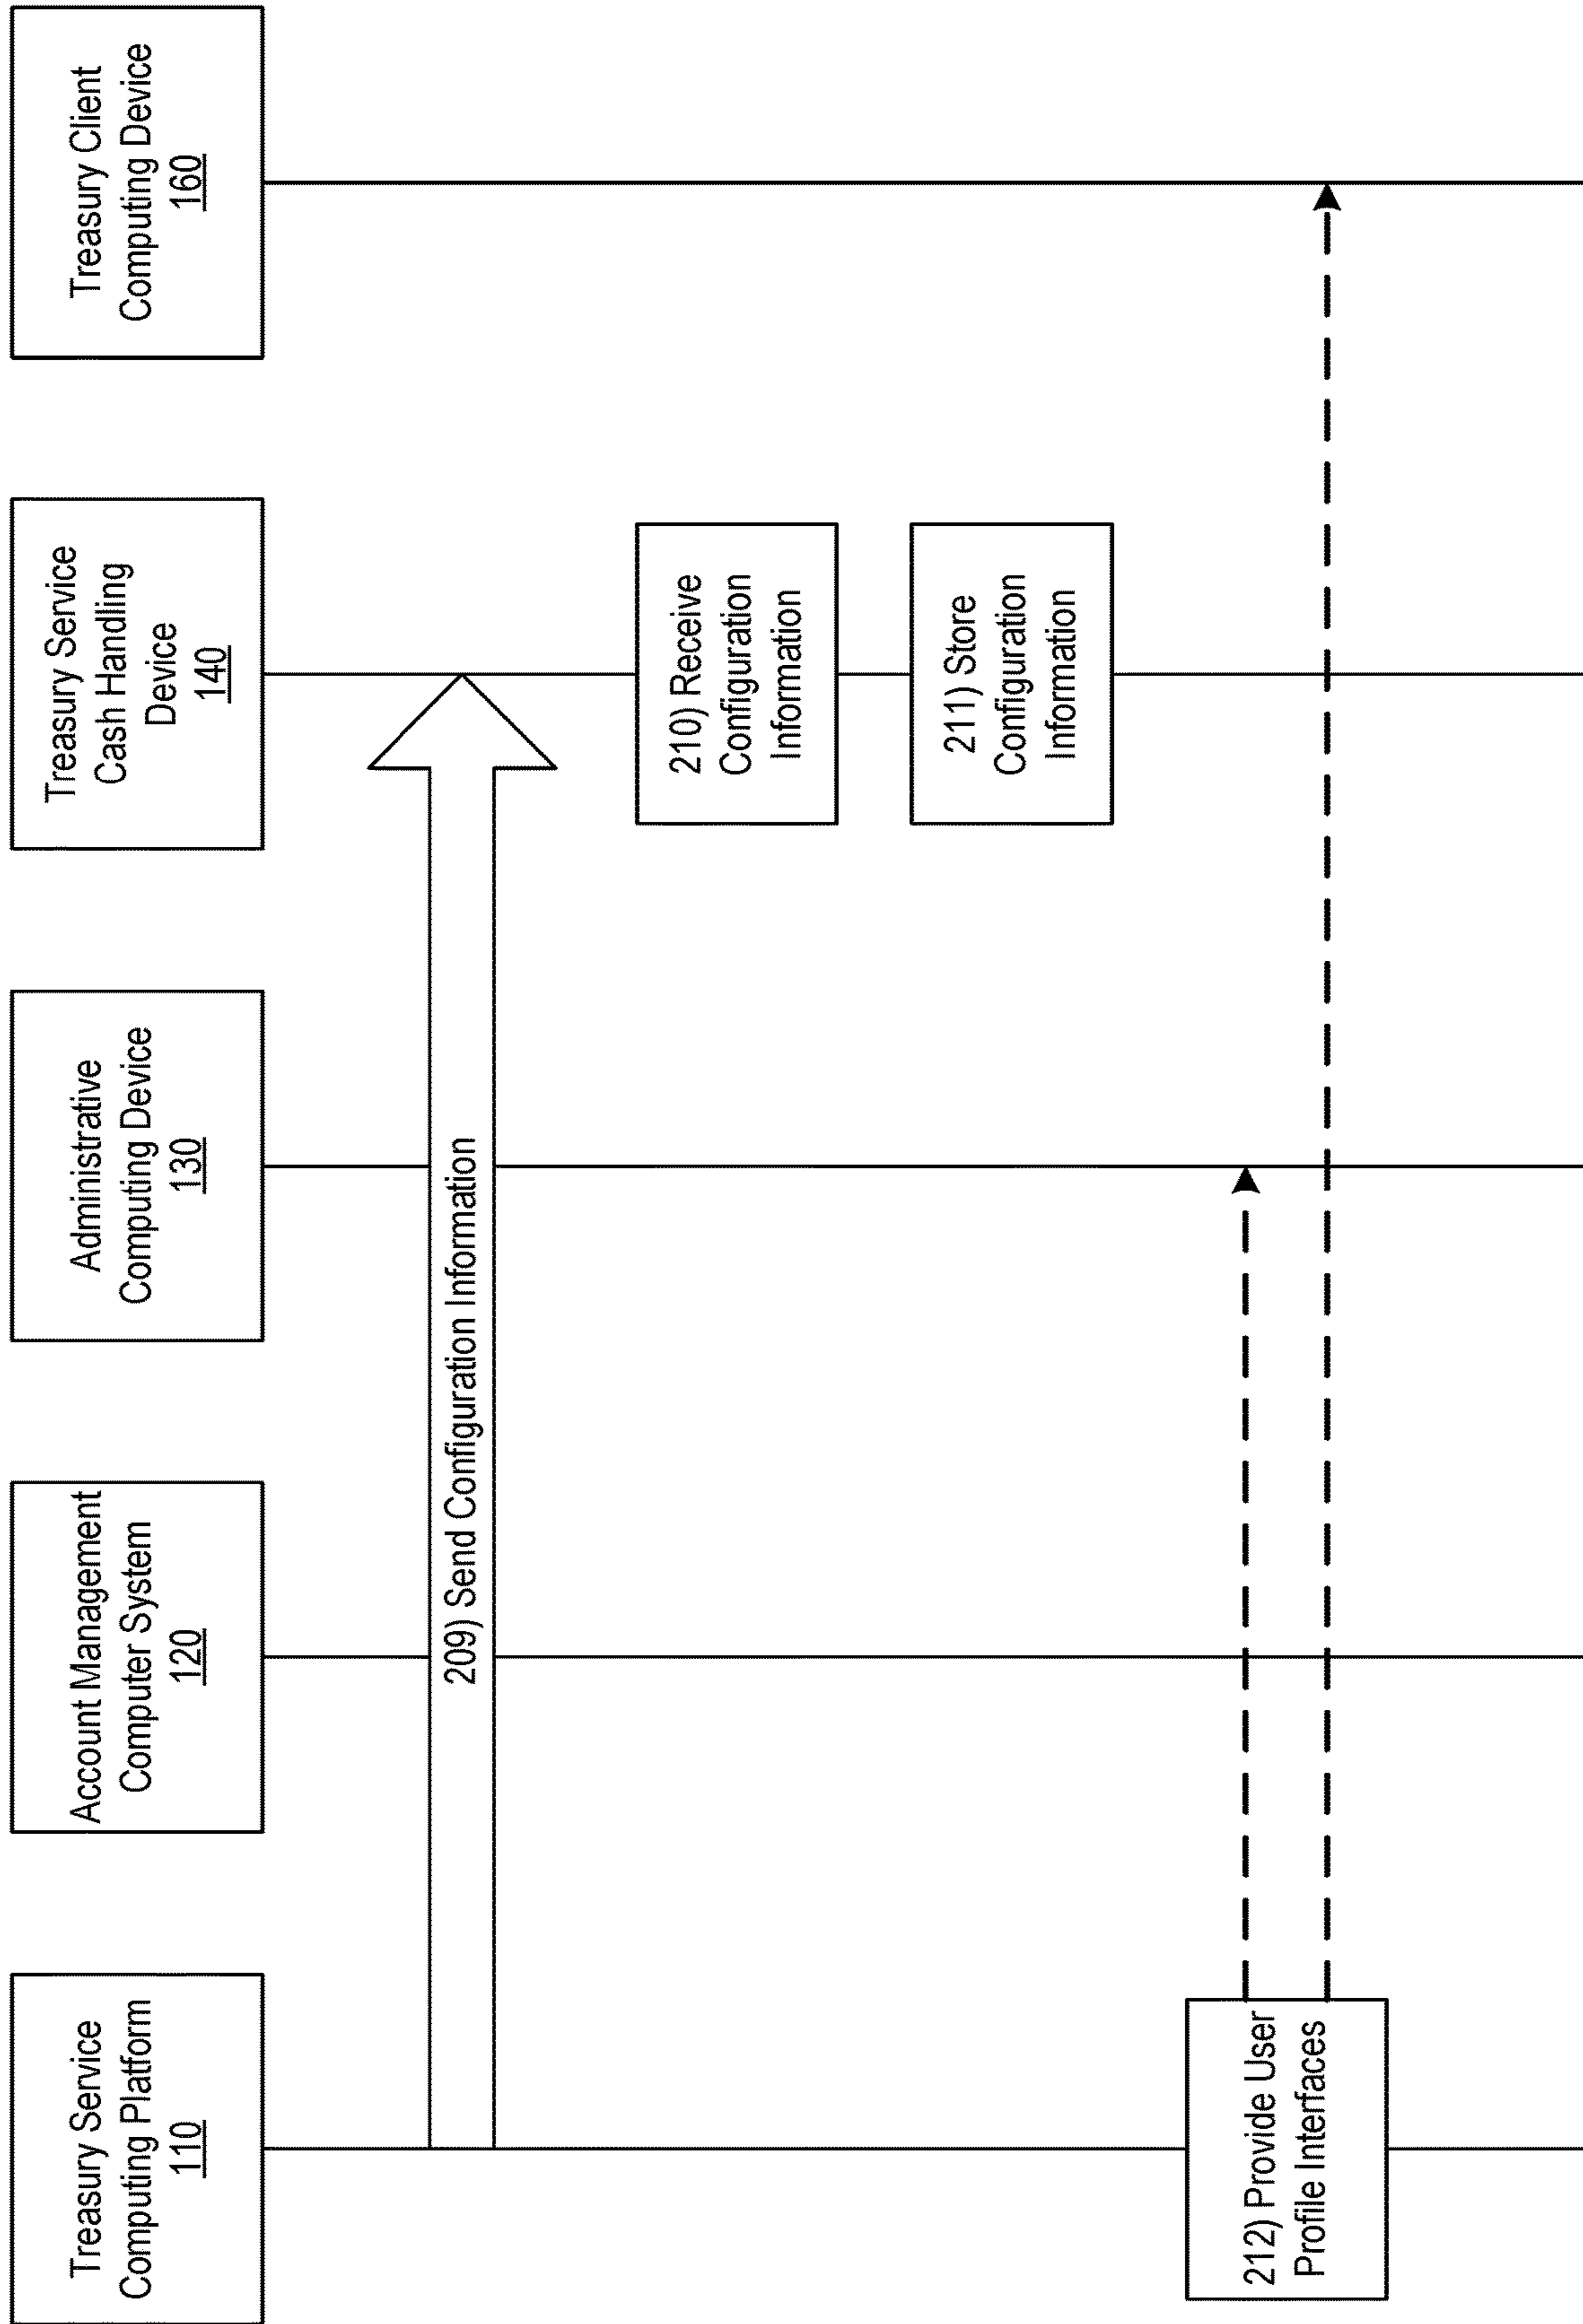 Treasury Service
Computing Platform
110
Account Management
Computer System
120
Administrative
Computing Device
130
Treasury Service
Cash Handling
Device
140
Treasury Client
Computing Device
160
209) Send Configuration Information
210) Receive
Configuration
Information
211) Store
Configuration
Information
212) Provide User
Profile Interfaces